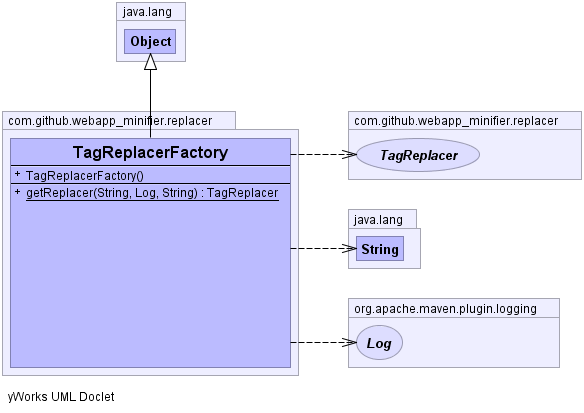 java.lang
Object
com.github.webapp_minifier.replacer
TagReplacerFactory
+ TagReplacerFactory()
+ getReplacer(String, Log, String) : TagReplacer
com.github.webapp_minifier.replacer
TagReplacer
java.lang
String
org.apache.maven.plugin.logging
Log
yWorks UML Doclet